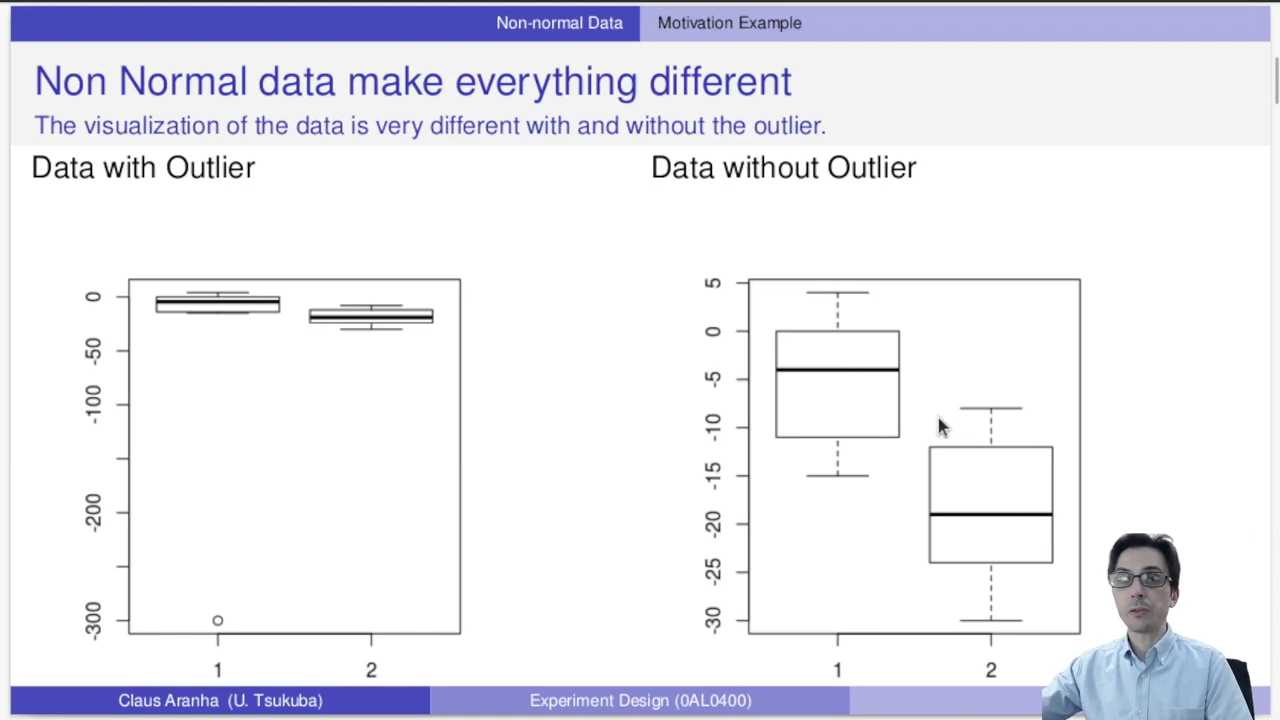 Non-normal Data
Motivation Example
Non Normal data make everything different
The visualization of the data is very different with and without the outlier.
Data with Outlier
0
-50
-100
-200
-300
1
2
Data without Outlier
5
0
-5
-10
-15
-20
-25
-30
1
2
Claus Aranha (U. Tsukuba)
Experiment Design (0AL0400)